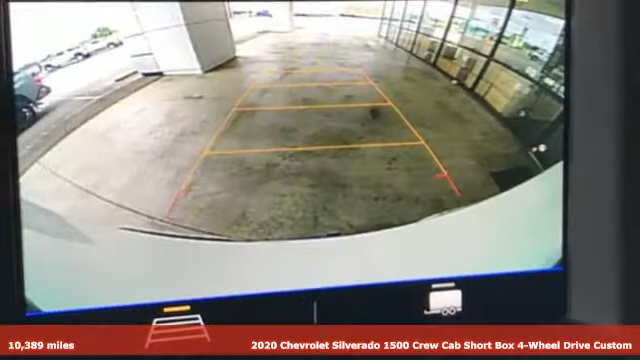 10,389 miles
2020 Chevrolet Silverado 1500 Crew Cab Short Box 4-Wheel Drive Custom